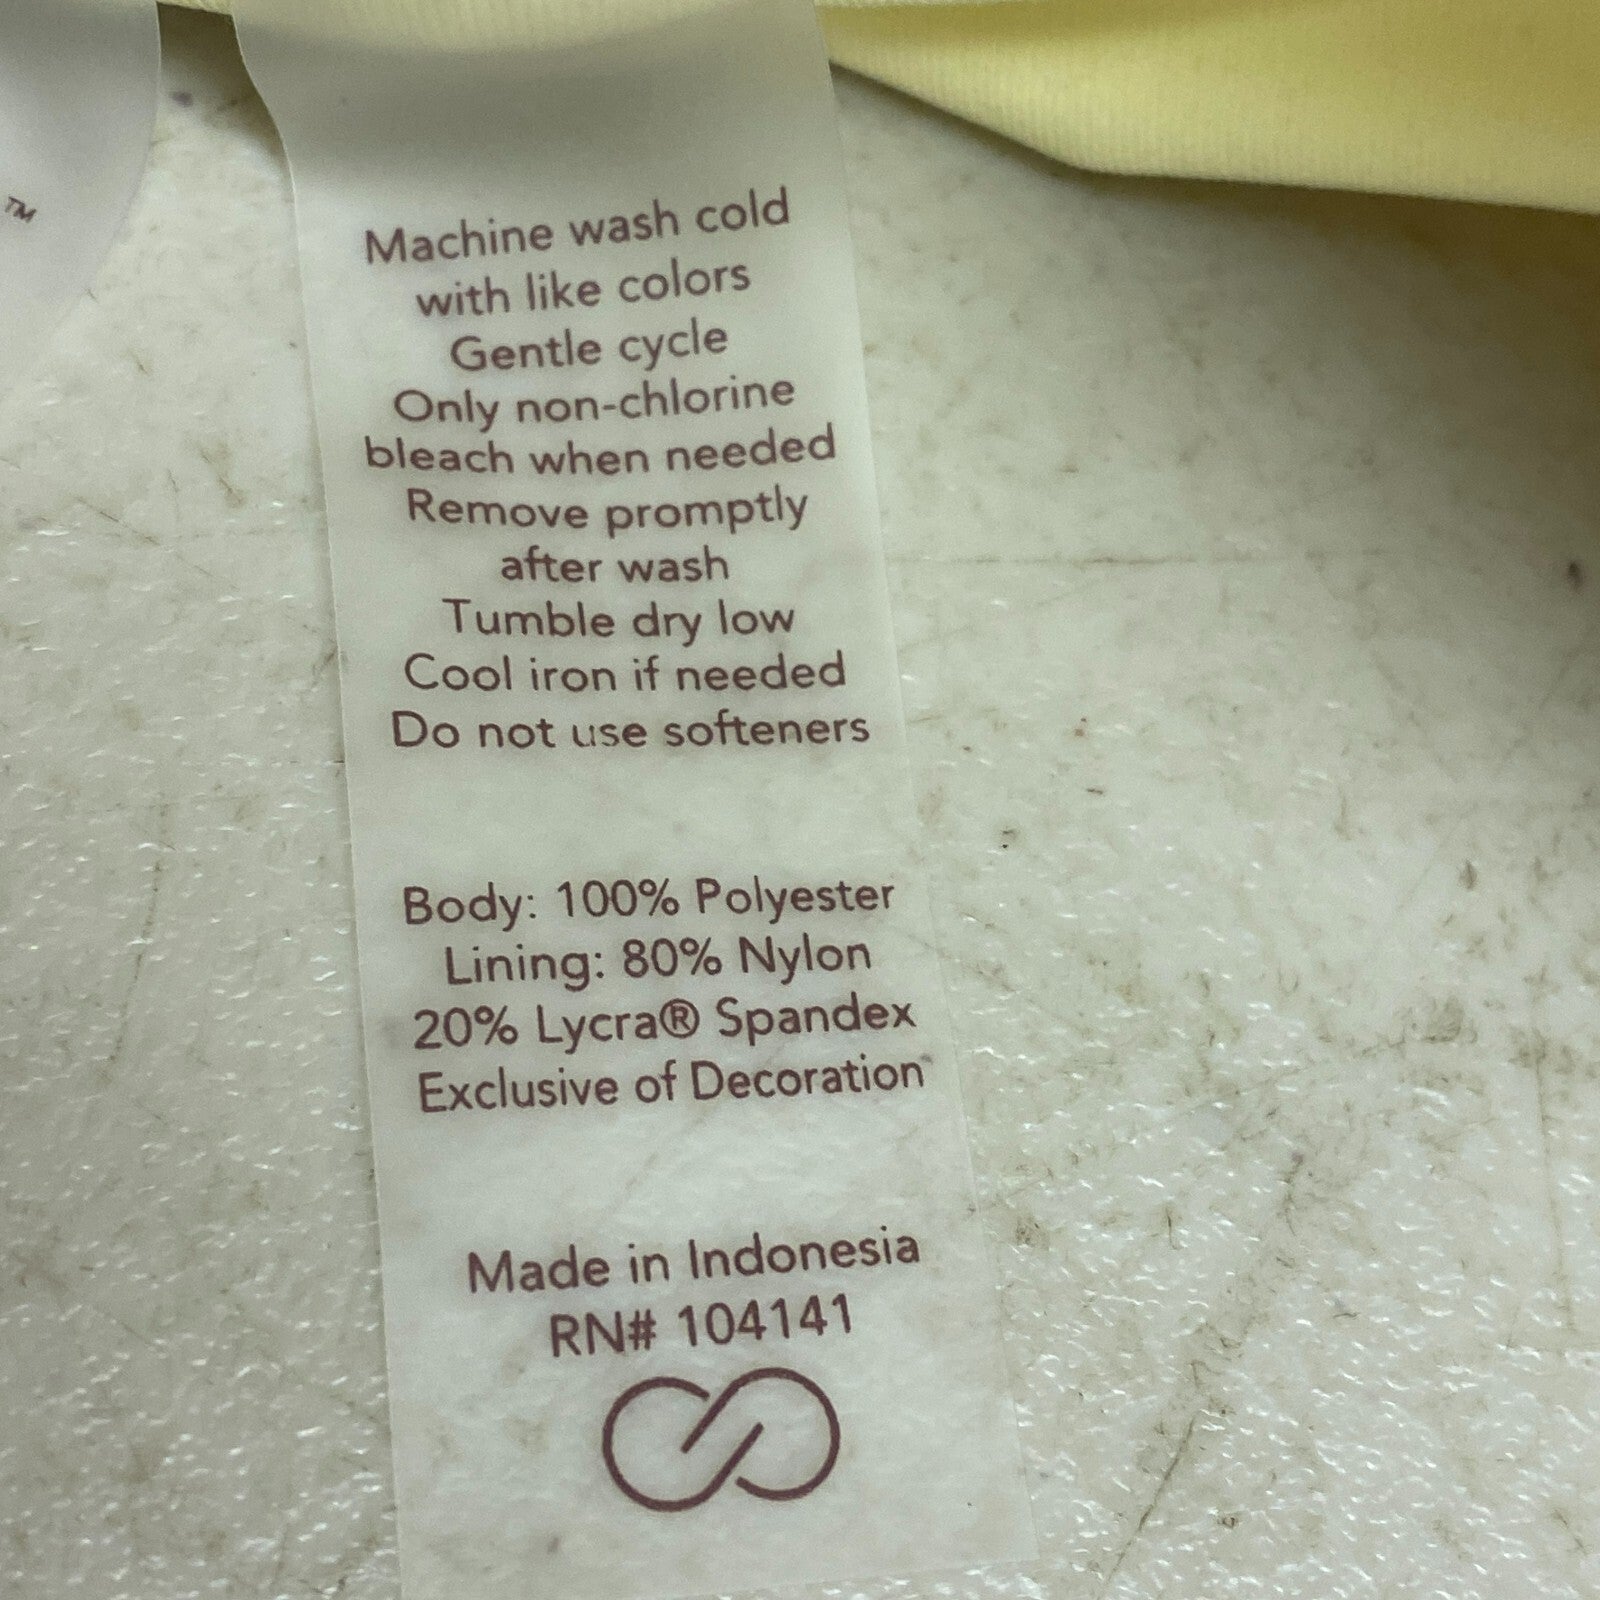 TM
Machine wash cold
with like colors
Gentle cycle
Only non-chlorine
bleach when needed
Remove promptly
after wash
Tumble dry low
Cool iron if needed
Do not use softeners
Body: 100% Polyester
Lining: 80% Nylon
20% Lycra® Spandex
Exclusive of Decoration
Made in Indonesia
RN# 104141